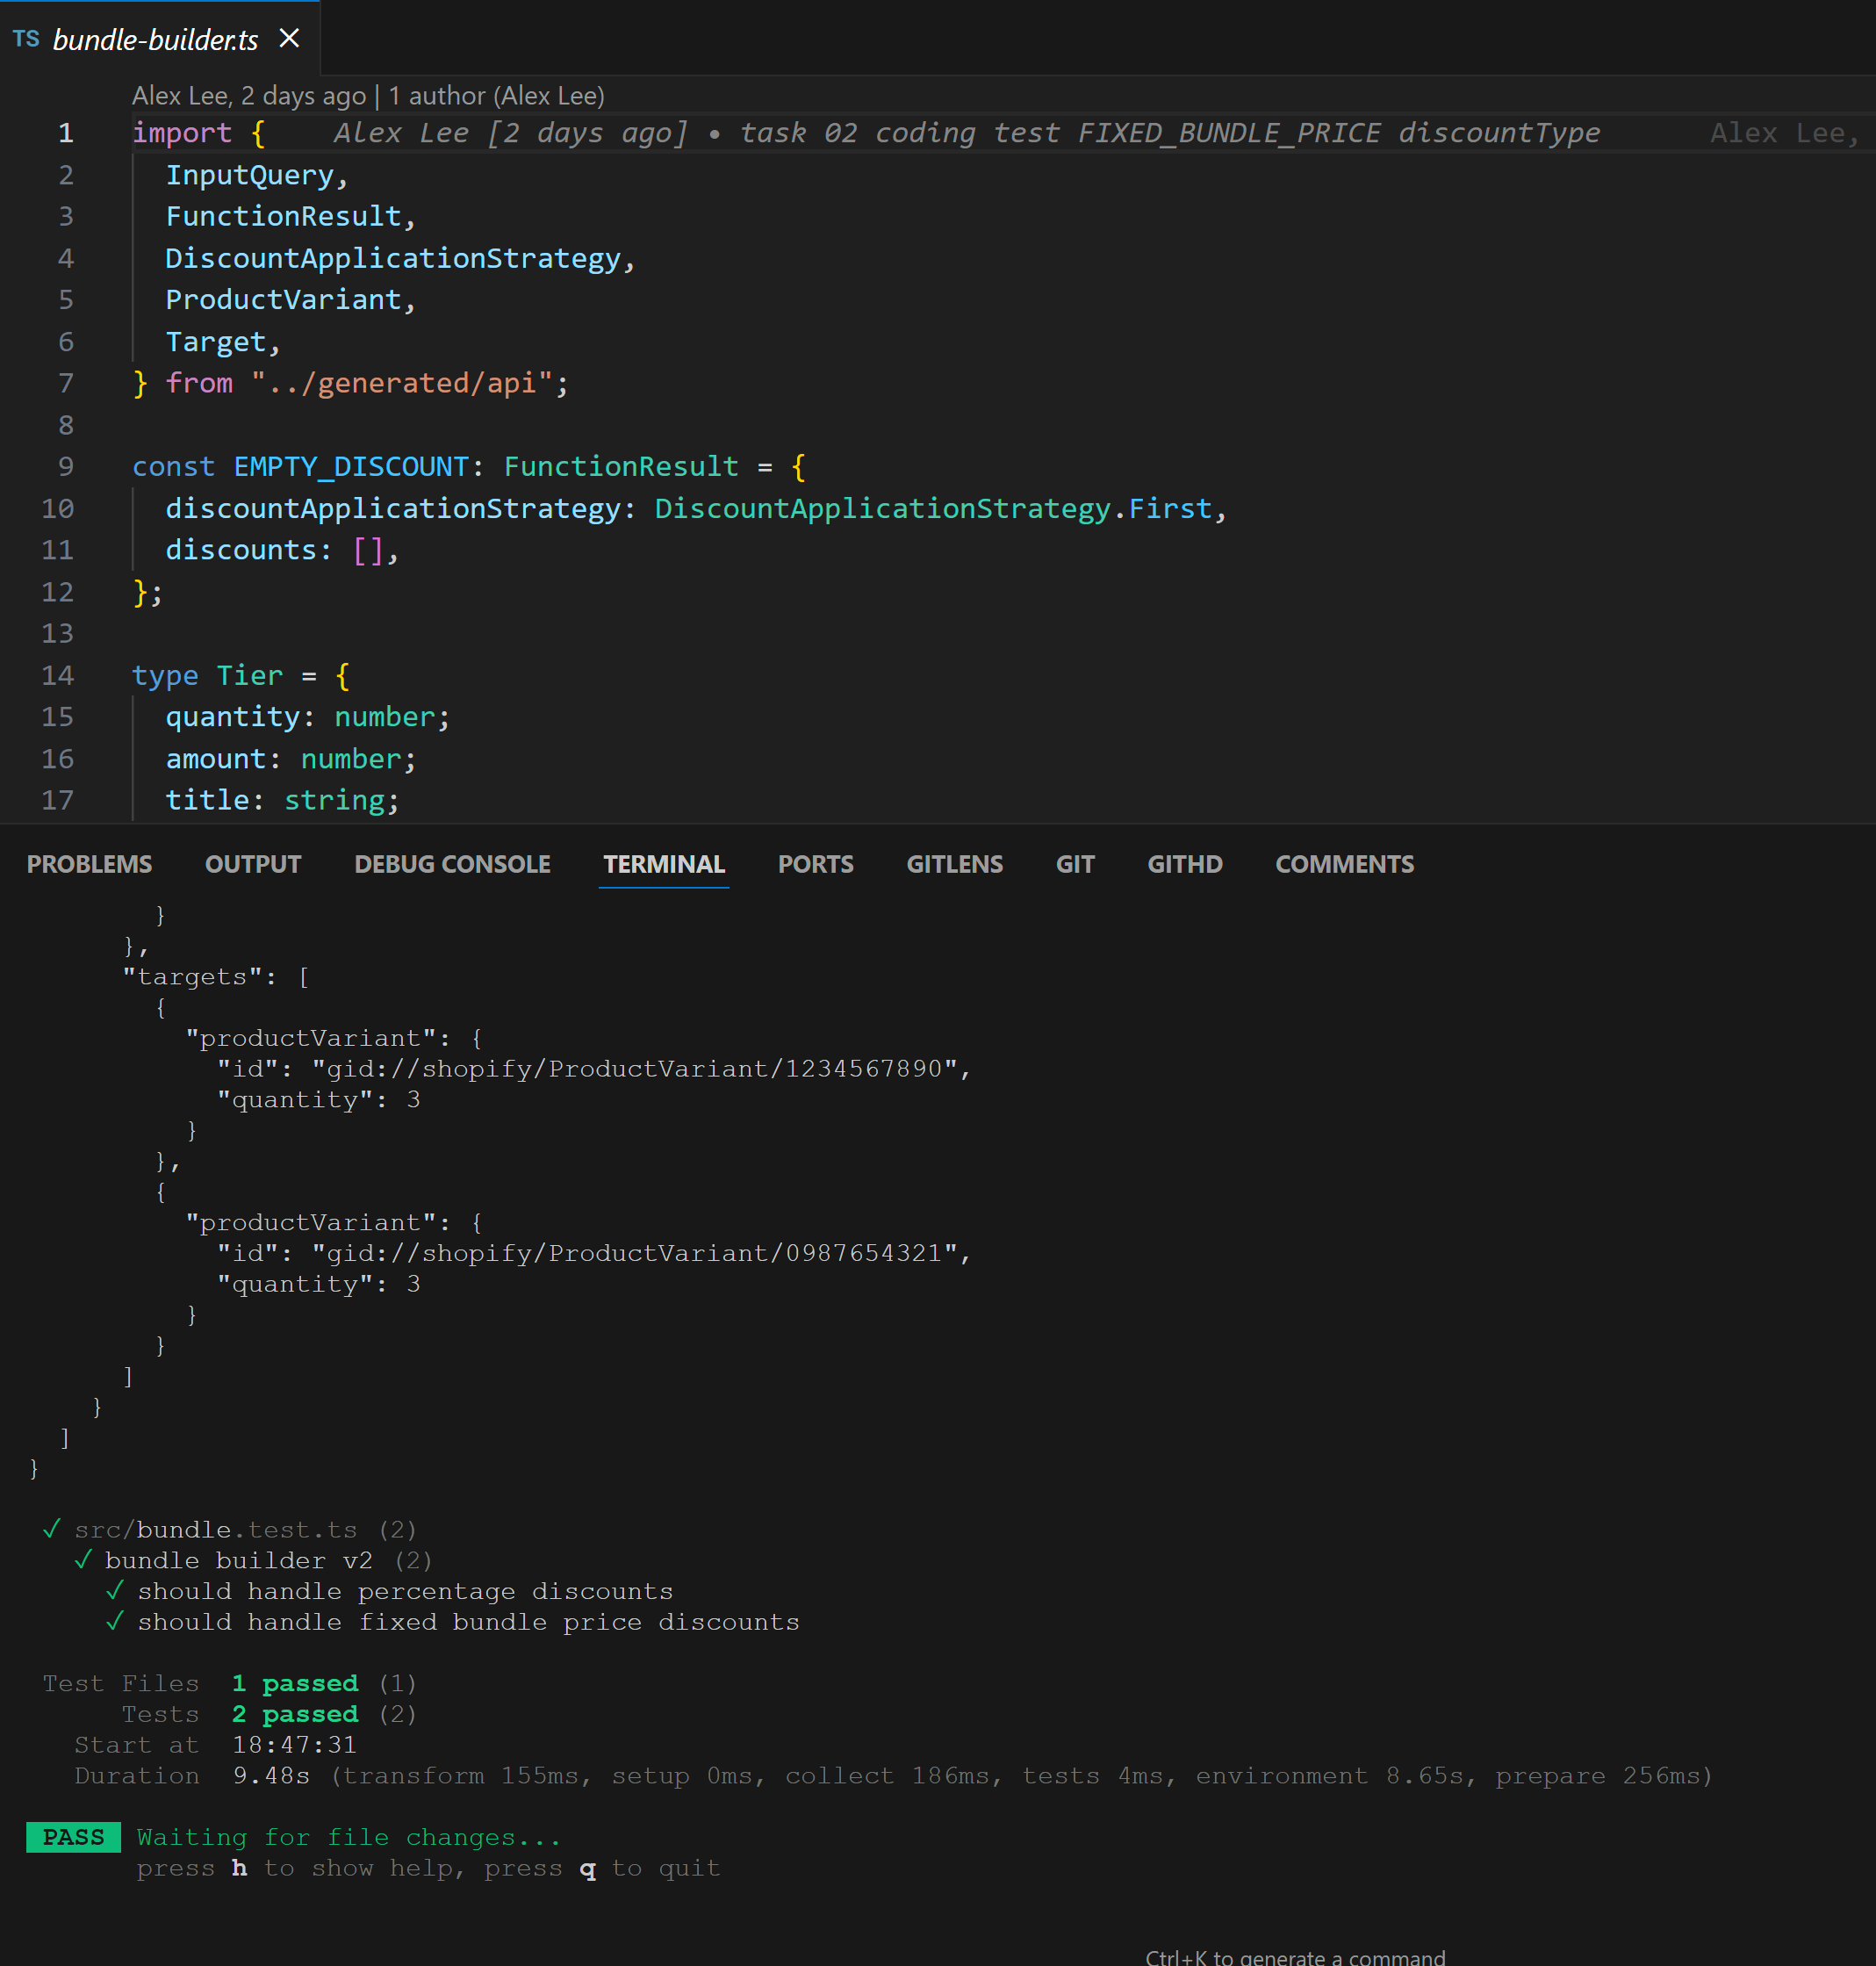 TS bundle-builder.ts ×
Alex Lee, 2 days ago | 1 author (Alex Lee)
1 import {    Alex Lee [2 days ago] • task 02 coding test FIXED_BUNDLE_PRICE discountType    Alex Lee,
2   InputQuery,
3   FunctionResult,
4   DiscountApplicationStrategy,
5   ProductVariant,
6   Target,
7 } from "../generated/api";
8
9 const EMPTY_DISCOUNT: FunctionResult = {
10   discountApplicationStrategy: DiscountApplicationStrategy.First,
11   discounts: [],
12 };
13
14 type Tier = {
15   quantity: number;
16   amount: number;
17   title: string;
PROBLEMS OUTPUT DEBUG CONSOLE TERMINAL PORTS GITLENS GIT GITHD COMMENTS
        }
      },
      "targets": [
        {
          "productVariant": {
            "id": "gid://shopify/ProductVariant/1234567890",
            "quantity": 3
          }
        },
        {
          "productVariant": {
            "id": "gid://shopify/ProductVariant/0987654321",
            "quantity": 3
          }
        }
      ]
    }
  ]
}
✓ src/bundle.test.ts (2)
  ✓ bundle builder v2 (2)
    ✓ should handle percentage discounts
    ✓ should handle fixed bundle price discounts
Test Files  1 passed (1)
Tests  2 passed (2)
Start at  18:47:31
Duration  9.48s (transform 155ms, setup 0ms, collect 186ms, tests 4ms, environment 8.65s, prepare 256ms)
PASS Waiting for file changes...
press h to show help, press q to quit
Ctrl+K to generate a command